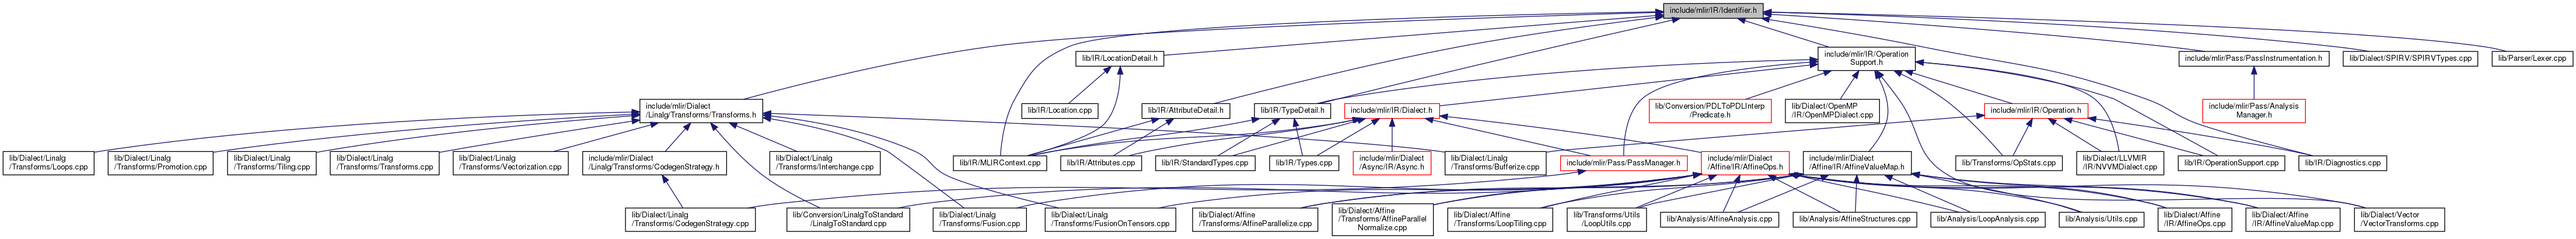 include/mlir/IR/Identifier.h
lib/IR/LocationDetail.h
include/mlir/IR/Operation
Support.h
include/mlir/Pass/PassInstrumentation.h
lib/Dialect/SPIRV/SPIRVTypes.cpp
lib/Parser/Lexer.cpp
include/mlir/Dialect
/Linalg/Transforms/Transforms.h
lib/IR/Location.cpp
lib/IR/AttributeDetail.h
lib/IR/TypeDetail.h
include/mlir/IR/Dialect.h
lib/Conversion/PDLToPDLInterp
/Predicate.h
lib/Dialect/OpenMP
/IR/OpenMPDialect.cpp
include/mlir/IR/Operation.h
include/mlir/Pass/Analysis
Manager.h
lib/Dialect/Linalg
/Transforms/Loops.cpp
lib/Dialect/Linalg
/Transforms/Promotion.cpp
lib/Dialect/Linalg
/Transforms/Tiling.cpp
lib/Dialect/Linalg
/Transforms/Transforms.cpp
lib/Dialect/Linalg
/Transforms/Vectorization.cpp
include/mlir/Dialect
/Linalg/Transforms/CodegenStrategy.h
lib/Dialect/Linalg
/Transforms/Interchange.cpp
lib/IR/MLIRContext.cpp
lib/IR/Attributes.cpp
lib/IR/StandardTypes.cpp
lib/IR/Types.cpp
include/mlir/Dialect
/Async/IR/Async.h
lib/Dialect/Linalg
/Transforms/Bufferize.cpp
include/mlir/Pass/PassManager.h
include/mlir/Dialect
/Affine/IR/AffineOps.h
include/mlir/Dialect
/Affine/IR/AffineValueMap.h
lib/Transforms/OpStats.cpp
lib/Dialect/LLVMIR
/IR/NVVMDialect.cpp
lib/IR/OperationSupport.cpp
lib/IR/Diagnostics.cpp
lib/Dialect/Linalg
/Transforms/CodegenStrategy.cpp
lib/Conversion/LinalgToStandard
/LinalgToStandard.cpp
lib/Dialect/Linalg
/Transforms/Fusion.cpp
lib/Dialect/Linalg
/Transforms/FusionOnTensors.cpp
lib/Dialect/Affine
/Transforms/AffineParallelize.cpp
lib/Dialect/Affine
/Transforms/AffineParallel
Normalize.cpp
lib/Dialect/Affine
/Transforms/LoopTiling.cpp
lib/Transforms/Utils
/LoopUtils.cpp
lib/Analysis/AffineAnalysis.cpp
lib/Analysis/AffineStructures.cpp
lib/Analysis/LoopAnalysis.cpp
lib/Analysis/Utils.cpp
lib/Dialect/Affine
/IR/AffineOps.cpp
lib/Dialect/Affine
/IR/AffineValueMap.cpp
lib/Dialect/Vector
/VectorTransforms.cpp